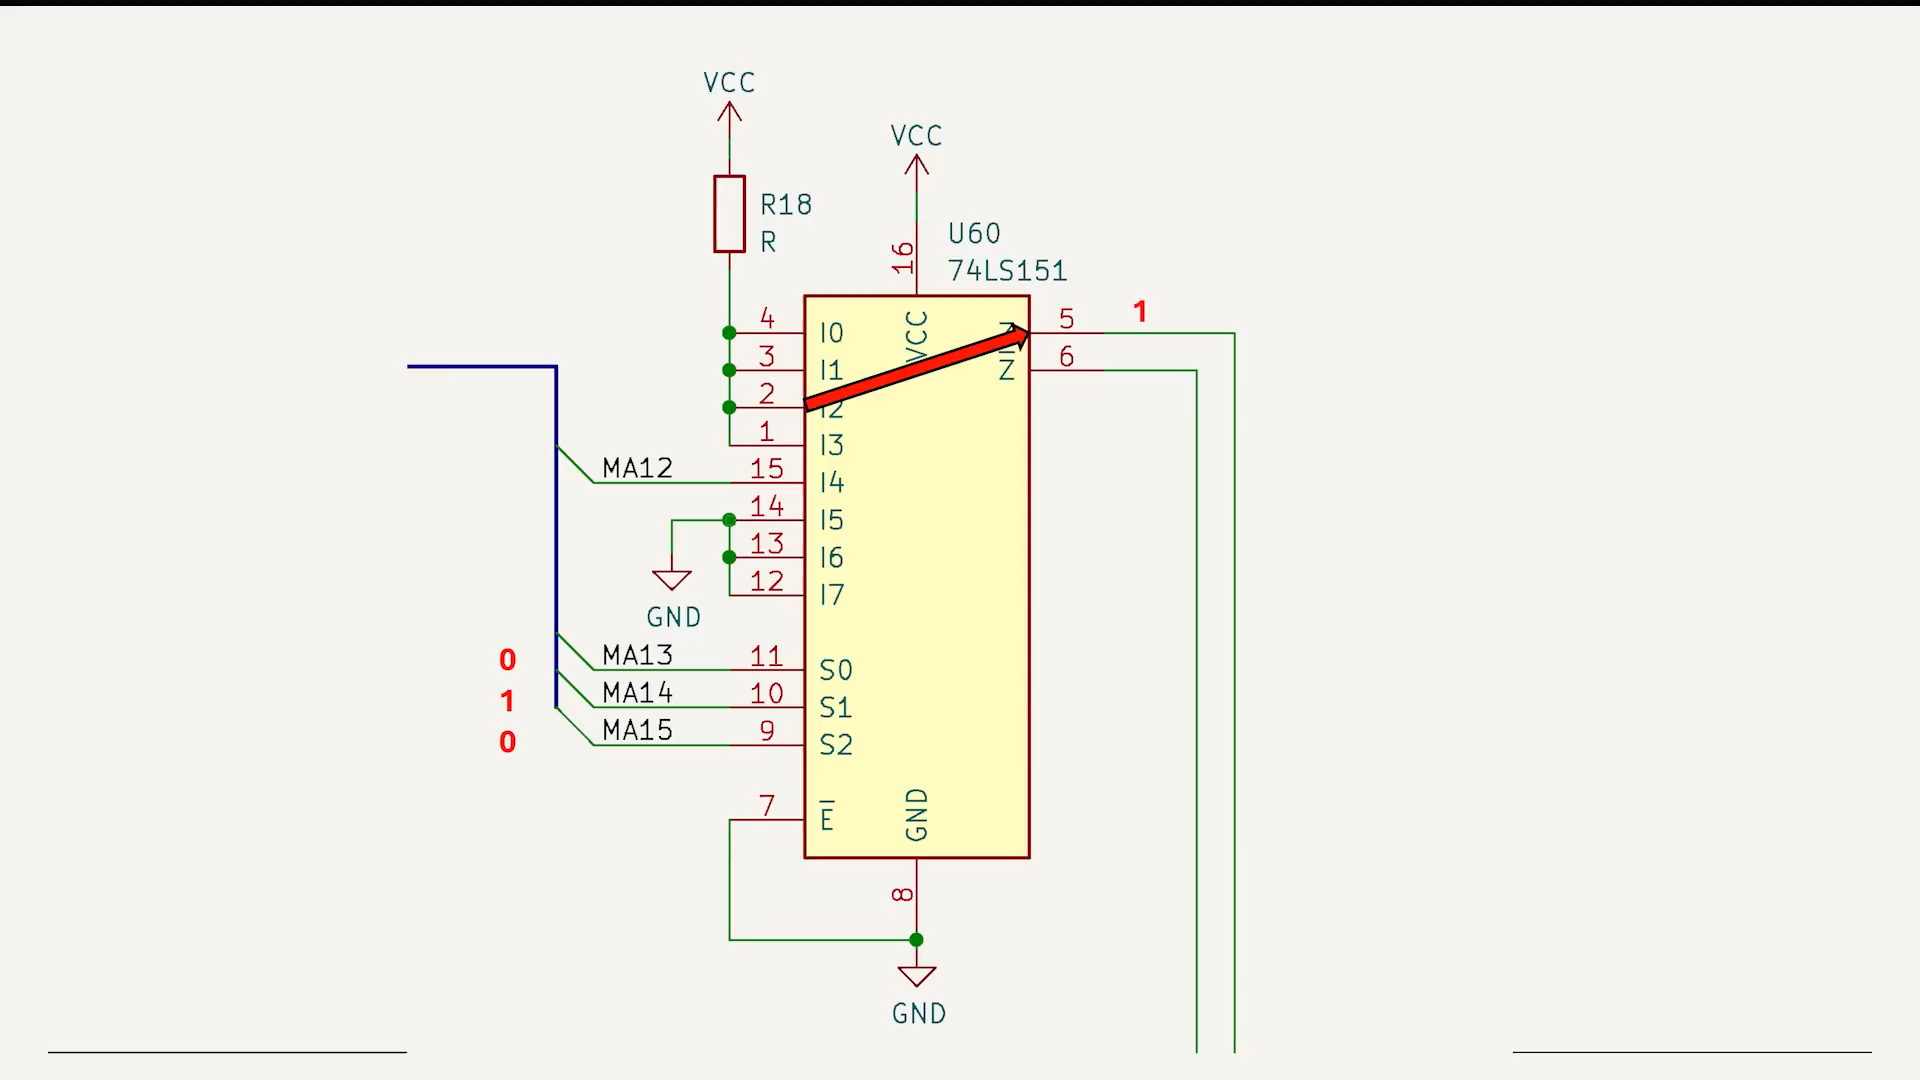 VCC
VCC
R18
R
16
U60
74LS151
VCC
4 I0
3 I1
2 I2
1 I3
MA12 15 I4
14 I5
13 I6
12 I7
GND
0 MA13 11 S0
1 MA14 10 S1
0 MA15 9 S2
7 E
GND
8
GND
Z 5 1
Z 6